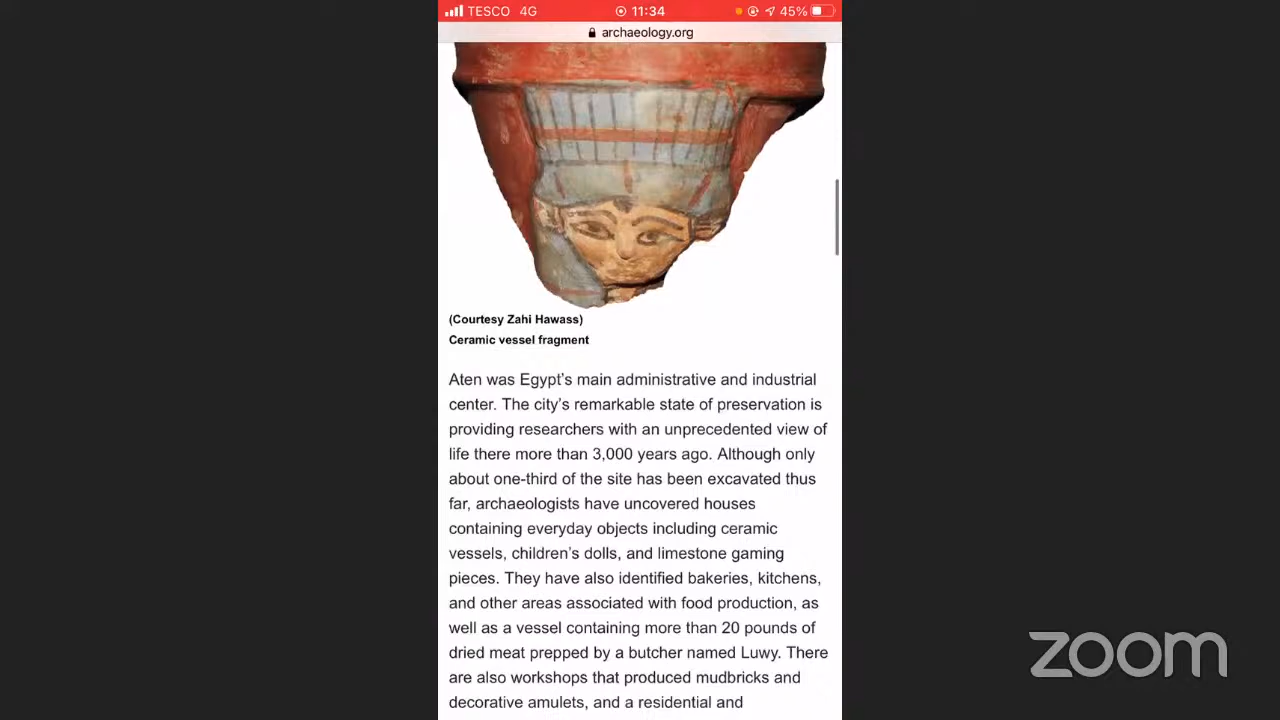 TESCO 4G 11:34 45%
archaeology.org
(Courtesy Zahi Hawass)
Ceramic vessel fragment
Aten was Egypt's main administrative and industrial
center. The city's remarkable state of preservation is
providing researchers with an unprecedented view of
life there more than 3,000 years ago. Although only
about one-third of the site has been excavated thus
far, archaeologists have uncovered houses
containing everyday objects including ceramic
vessels, children's dolls, and limestone gaming
pieces. They have also identified bakeries, kitchens,
and other areas associated with food production, as
well as a vessel containing more than 20 pounds of
dried meat prepped by a butcher named Luwy. There
are also workshops that produced mudbricks and
decorative amulets, and a residential and
zoom